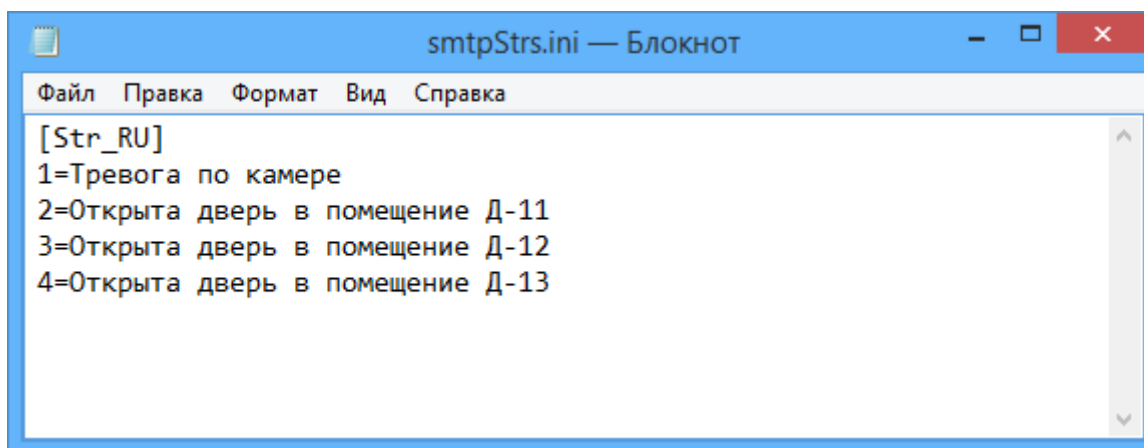 smtpStrs.ini — Блокнот
Файл Правка Формат Вид Справка
[Str_RU]
1=Тревога по камере
2=Открыта дверь в помещение Д-11
3=Открыта дверь в помещение Д-12
4=Открыта дверь в помещение Д-13